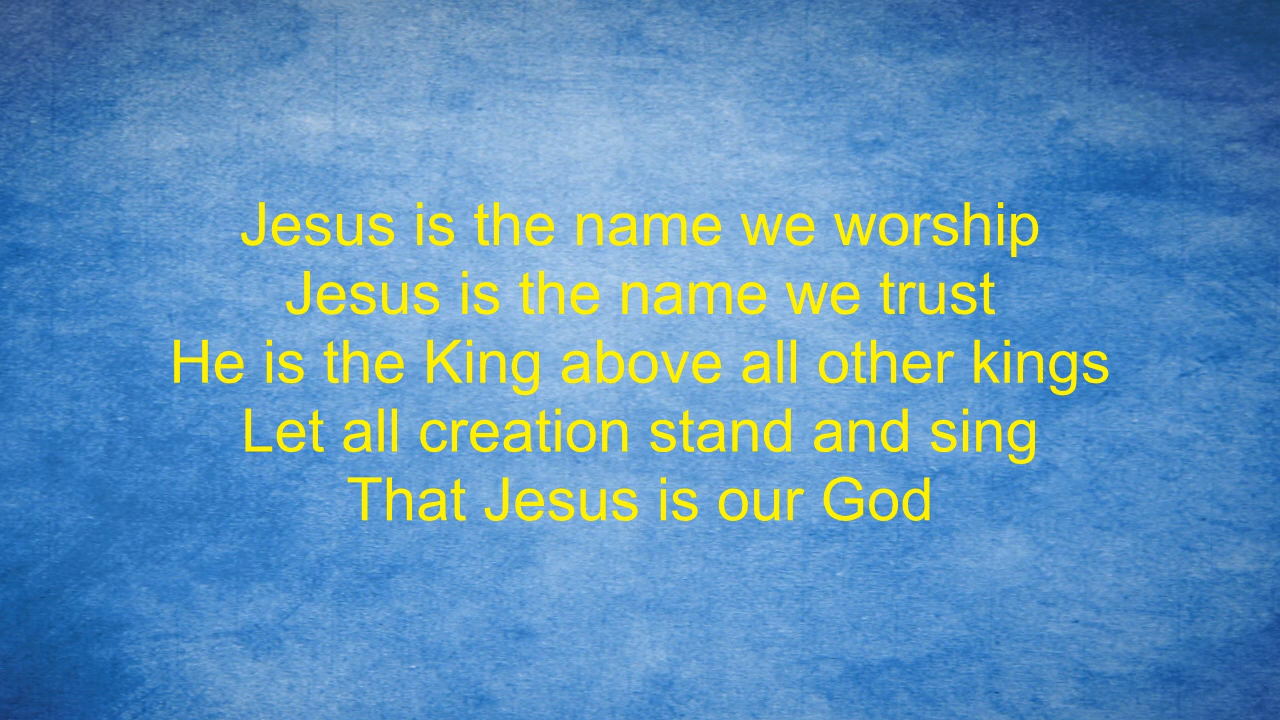 Jesus is the name we worship
Jesus is the name we trust
He is the King above all other kings
Let all creation stand and sing
That Jesus is our God